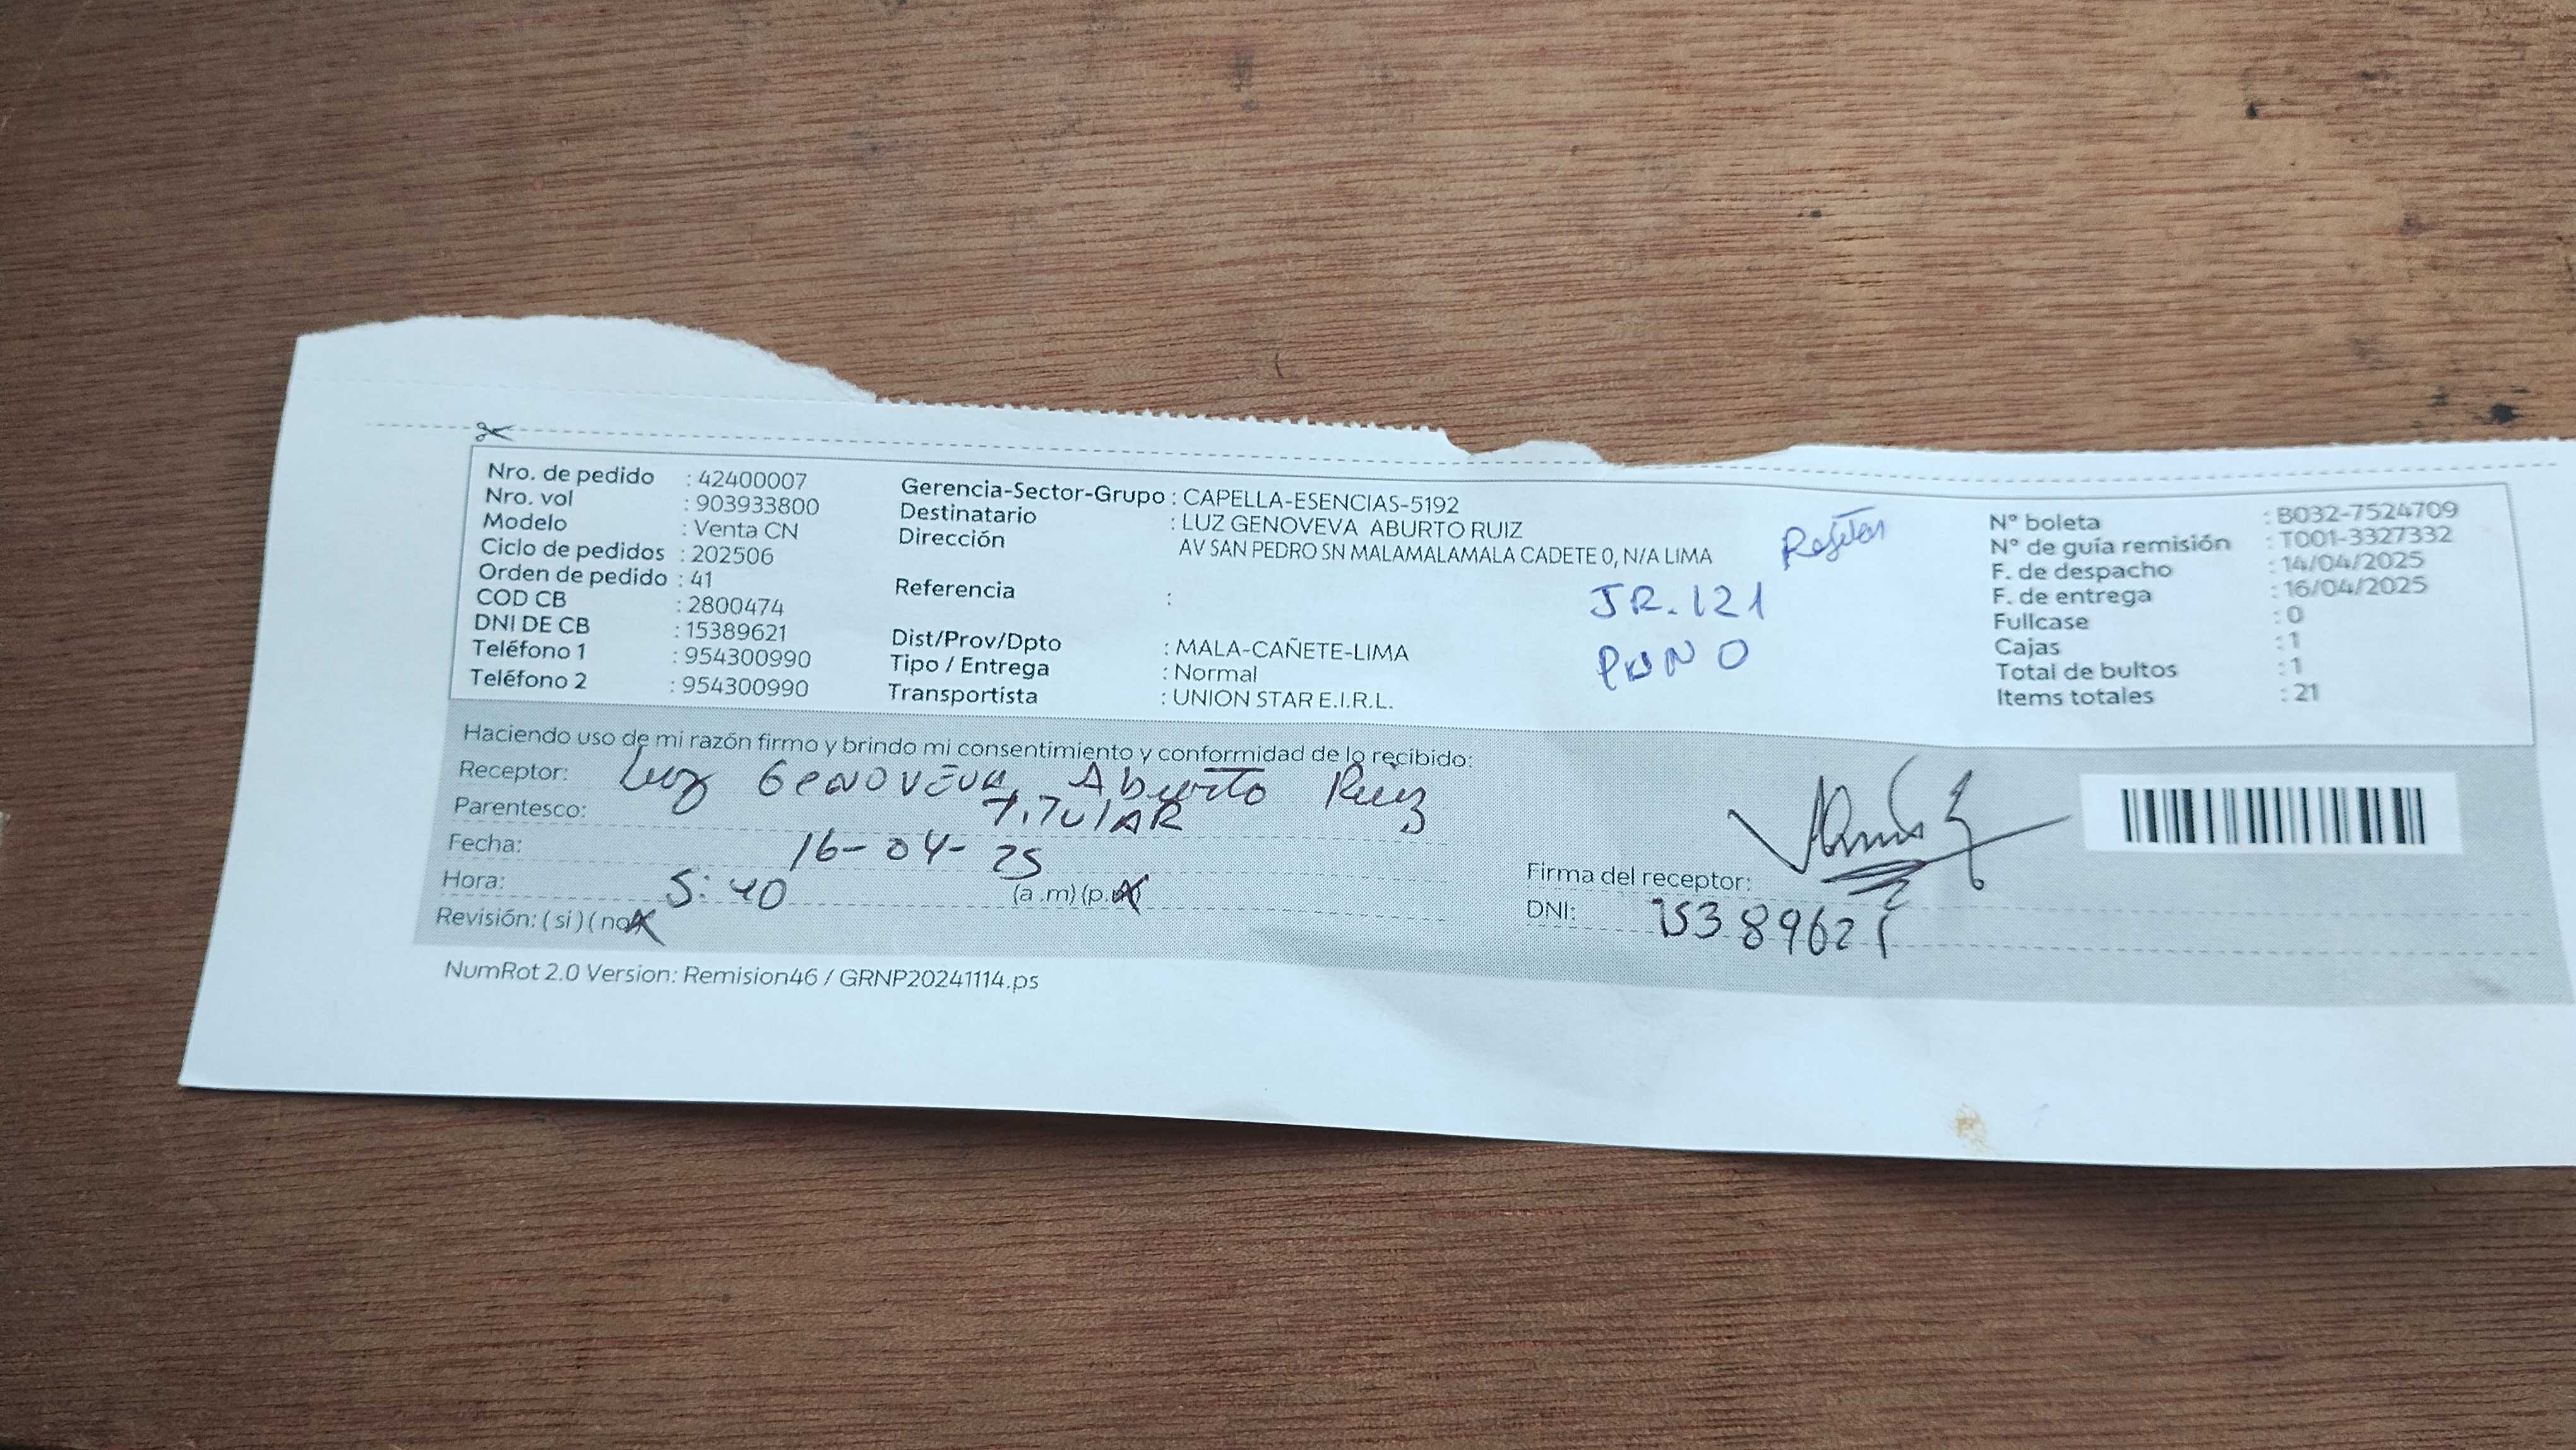 Nro. de pedido : 42400007
Nro. vol : 903933800
Modelo : Venta CN
Ciclo de pedidos : 202506
Orden de pedido : 41
COD CB : 2800474
DNI DE CB : 15389621
Teléfono 1 : 954300990
Teléfono 2 : 954300990
Gerencia-Sector-Grupo : CAPELLA-ESENCIAS-5192
Destinatario : LUZ GENOVEVA ABURTO RUIZ
Dirección AV SAN PEDRO SN MALAMALAMALA CADETE 0, N/A LIMA
Referencia :
Dist/Prov/Dpto : MALA-CAÑETE-LIMA
Tipo / Entrega : Normal
Transportista : UNION STAR E.I.R.L.
JR. 121
PUNO
N° boleta : B032-7524709
N° de guía remisión : T001-3327332
F. de despacho : 14/04/2025
F. de entrega : 16/04/2025
Fullcase : 0
Cajas : 1
Total de bultos : 1
Items totales : 21
Haciendo uso de mi razón firmo y brindo mi consentimiento y conformidad de lo recibido:
Receptor: Luz GENOVEVA Aburto Ruiz
Parentesco: TiTulAR
Fecha: 16-04-25
Hora: 5:40 (a.m) (p.
Revisión: ( si ) ( no
Firma del receptor:
DNI: 15389621
NumRot 2.0 Version: Remision46 / GRNP20241114.ps